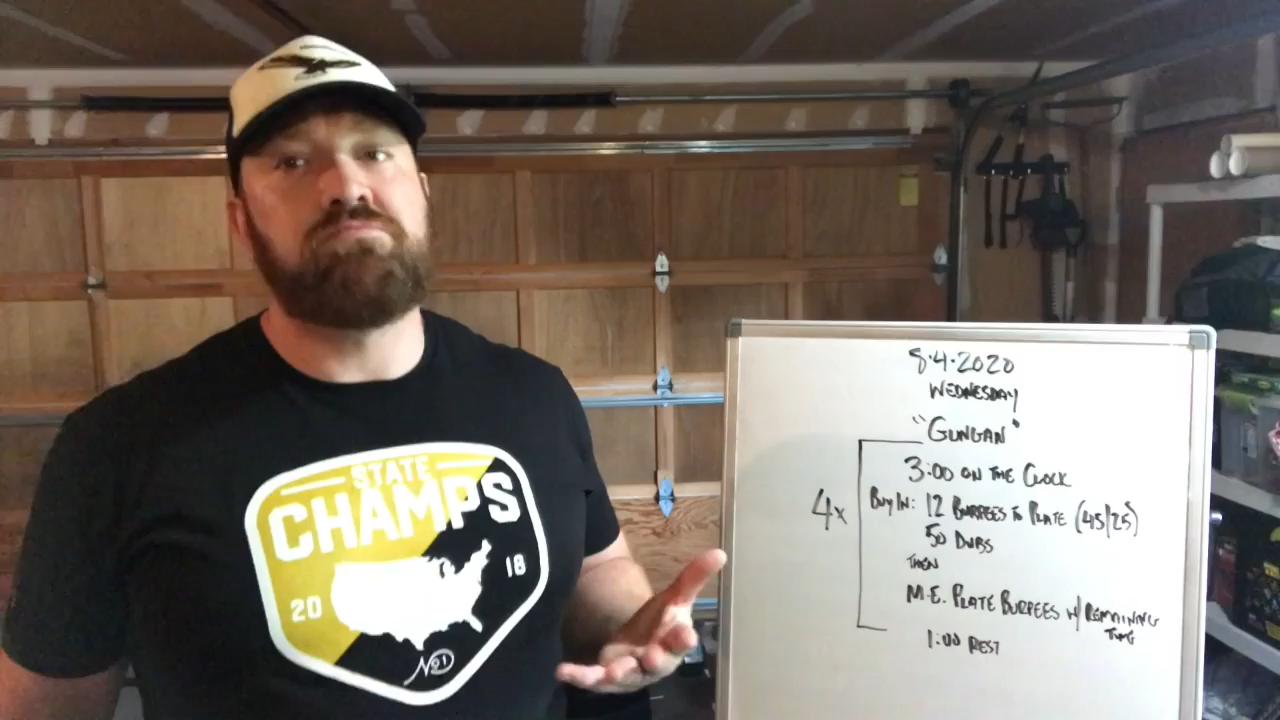 STATE
CHAMPS
20 18
No1
8.4.2020
WEDNESDAY
"GUNGAN"
3:00 ON THE CLOCK
4x
BUY IN: 12 BURPEES TO PLATE (45/25)
50 DUBS
THEN
M.E. PLATE BURPEES W/ REMAINING
TIME
1:00 REST